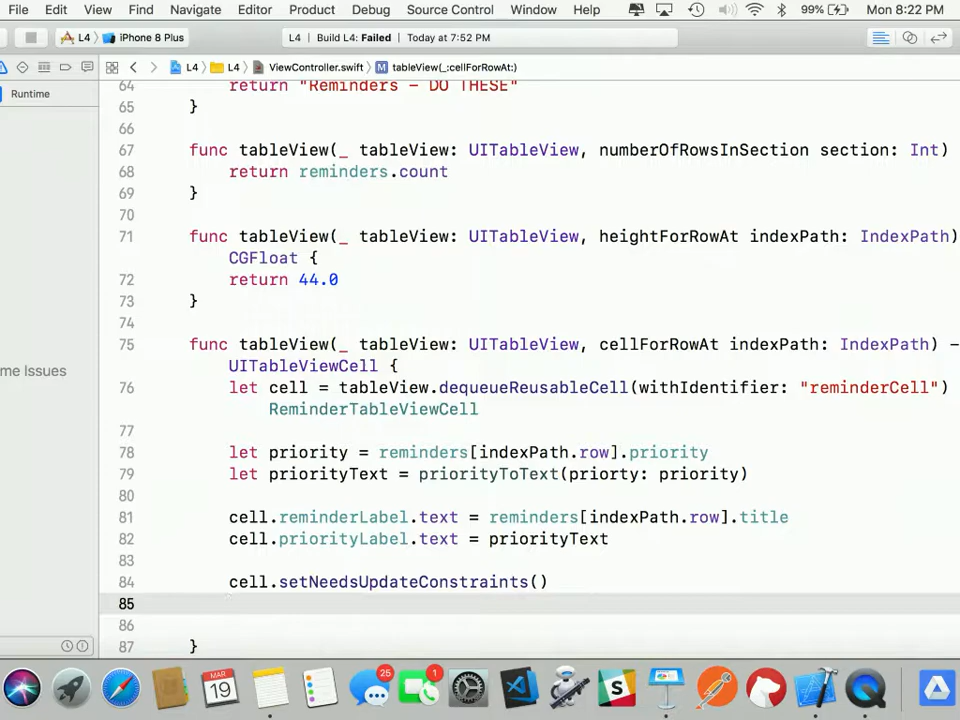 File Edit View Find Navigate Editor Product Debug Source Control Window Help 99% Mon 8:22 PM
L4 iPhone 8 Plus L4 | Build L4: Failed | Today at 7:52 PM
L4 L4 ViewController.swift M tableView(_:cellForRowAt:)
Runtime
me Issues
64 return "Reminders - DO THESE"
65 }
66
67 func tableView(_ tableView: UITableView, numberOfRowsInSection section: Int)
68 return reminders.count
69 }
70
71 func tableView(_ tableView: UITableView, heightForRowAt indexPath: IndexPath)
CGFloat {
72 return 44.0
73 }
74
75 func tableView(_ tableView: UITableView, cellForRowAt indexPath: IndexPath) -
UITableViewCell {
76 let cell = tableView.dequeueReusableCell(withIdentifier: "reminderCell")
ReminderTableViewCell
77
78 let priority = reminders[indexPath.row].priority
79 let priorityText = priorityToText(priorty: priority)
80
81 cell.reminderLabel.text = reminders[indexPath.row].title
82 cell.priorityLabel.text = priorityText
83
84 cell.setNeedsUpdateConstraints()
85
86
87 }
MAR
19
25
1
S